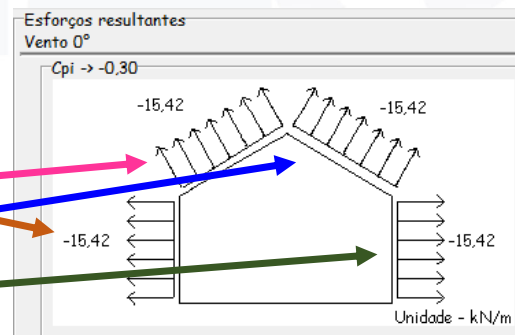 Esforços resultantes
Vento 0°
Cpi -> -0,30
-15,42
-15,42
-15,42
-15,42
Unidade - kN/m